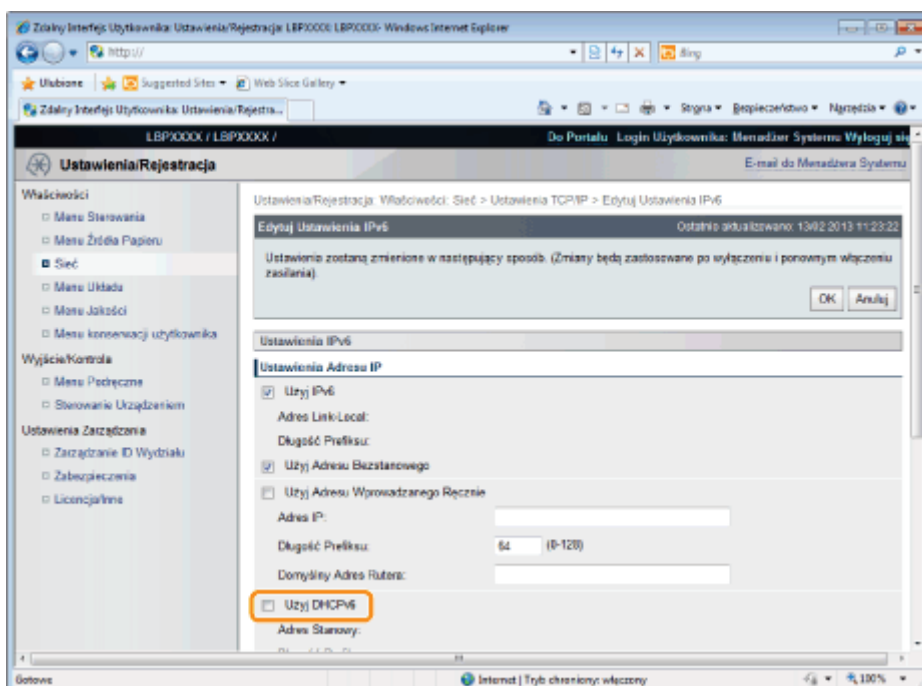 Zdalny Interfejs Użytkownika: Ustawienia/Rejestracja: LBPXXXX: LBPXXXX- Windows Internet Explorer
http://
Bing
Ulubione Suggested Sites Web Slice Gallery
Zdalny Interfejs Użytkownika: Ustawienia/Rejestra... Strona Bezpieczeństwo Narzędzia
LBPXXXX / LBPXXXX / Do Portalu Login Użytkownika: Menadżer Systemu Wyloguj się
Ustawienia/Rejestracja E-mail do Menadżera Systemu
Właściwości
Menu Sterowania
Menu Źródła Papieru
Sieć
Menu Układu
Menu Jakości
Menu konserwacji użytkownika
Wyjście/Kontrola
Menu Podręczne
Sterowanie Urządzeniem
Ustawienia Zarządzania
Zarządzanie ID Wydziału
Zabezpieczenia
Licencja/Inne
Ustawienia/Rejestracja: Właściwości: Sieć > Ustawienia TCP/IP > Edytuj Ustawienia IPv6
Edytuj Ustawienia IPv6 Ostatnio aktualizowano: 13/02 2013 11:23:22
Ustawienia zostaną zmienione w następujący sposób. (Zmiany będą zastosowane po wyłączeniu i ponownym włączeniu
zasilania).
OK Anuluj
Ustawienia IPv6
Ustawienia Adresu IP
Użyj IPv6
Adres Link-Local:
Długość Prefiksu:
Użyj Adresu Bezstanowego
Użyj Adresu Wprowadzanego Ręcznie
Adres IP:
Długość Prefiksu: 64 (0-128)
Domyślny Adres Rutera:
Użyj DHCPv6
Adres Stanowy:
Gotowe Internet | Tryb chroniony: włączony 100%